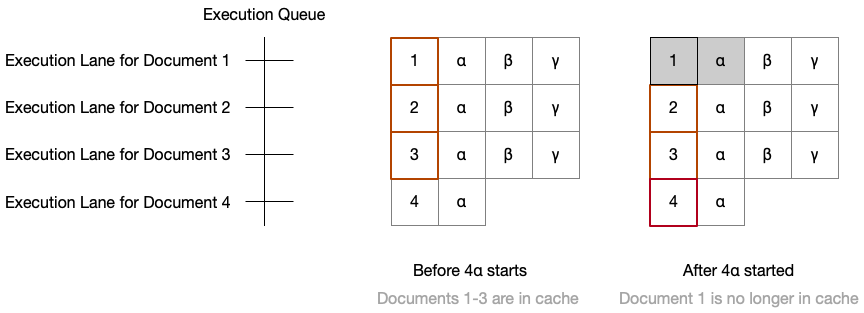 Execution Queue
Execution Lane for Document 1 1 α β γ 1 α β γ
Execution Lane for Document 2 2 α β γ 2 α β γ
Execution Lane for Document 3 3 α β γ 3 α β γ
Execution Lane for Document 4 4 α 4 α
Before 4α starts After 4α started
Documents 1-3 are in cache Document 1 is no longer in cache